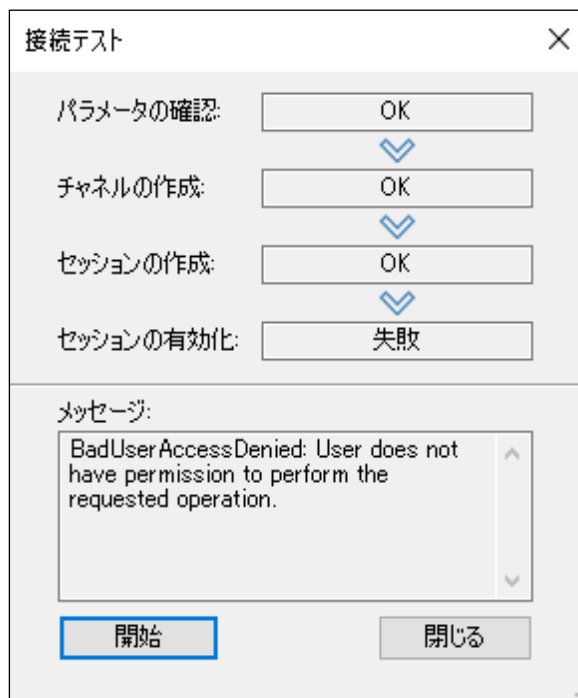 接続テスト
パラメータの確認: OK
チャネルの作成: OK
セッションの作成: OK
セッションの有効化: 失敗
メッセージ:
BadUserAccessDenied: User does not
have permission to perform the
requested operation.
開始 閉じる